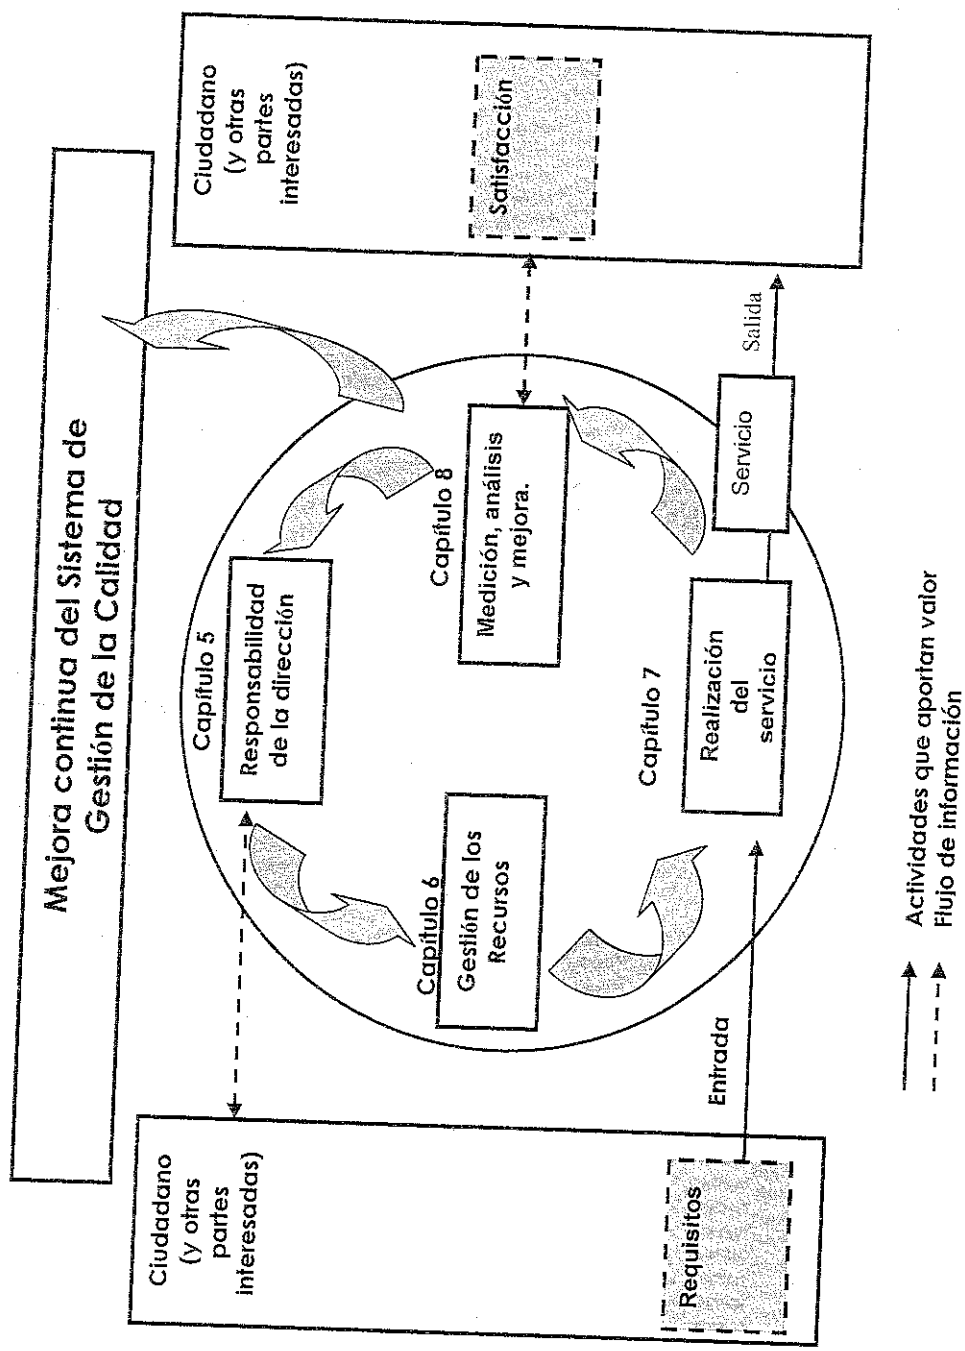 Mejora continua del Sistema de
Gestión de la Calidad
Ciudadano
(y otras
partes
interesadas)
Requisitos
Ciudadano
(y otras
partes
interesadas)
Satisfacción
Capítulo 5
Responsabilidad
de la dirección
Capítulo 6
Gestión de los
Recursos
Capítulo 8
Medición, análisis
y mejora.
Capítulo 7
Realización
del
servicio
Entrada
Servicio
Salida
Actividades que aportan valor
Flujo de información